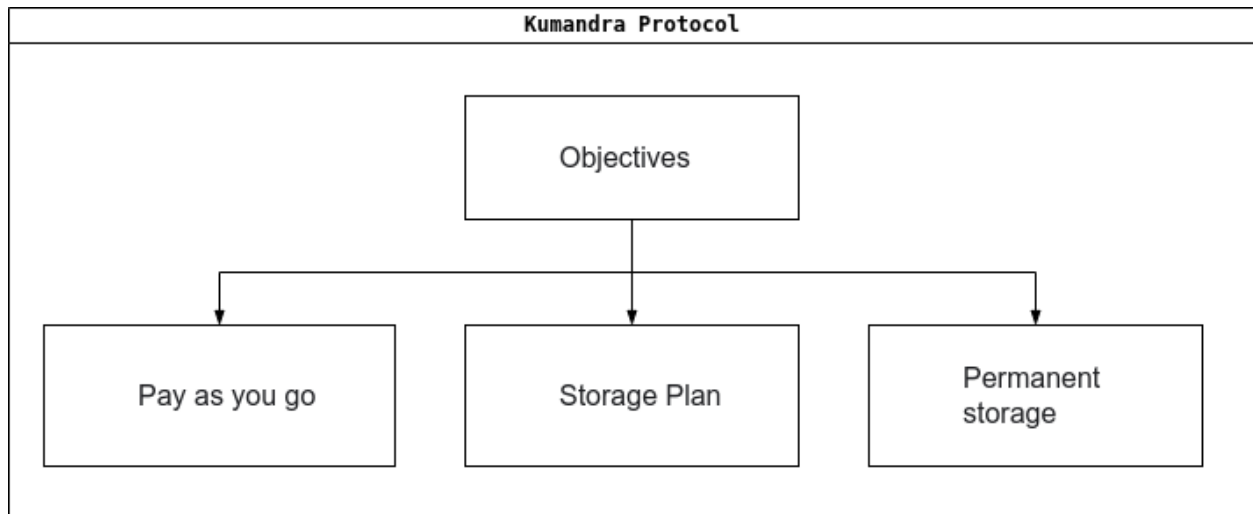 Kumandra Protocol
Objectives
Pay as you go
Storage Plan
Permanent
storage